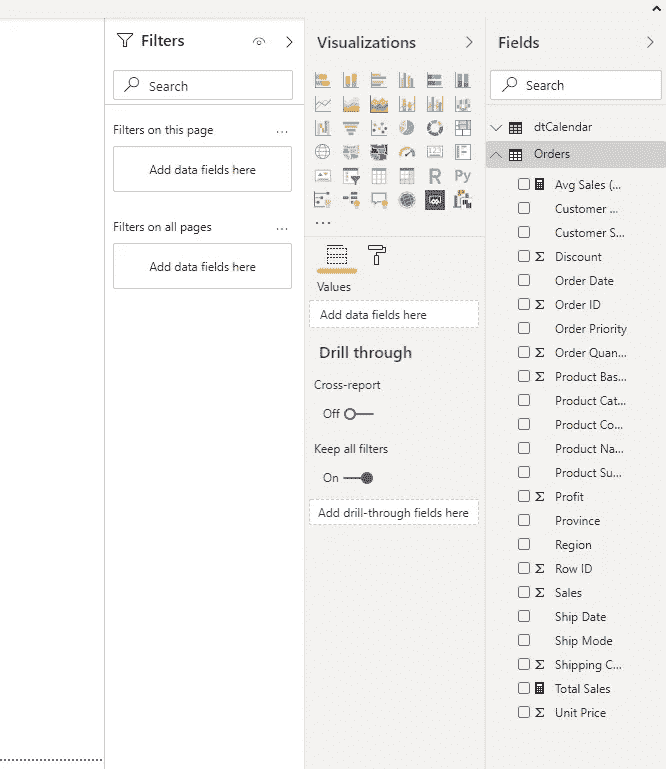 Filters
Search
Filters on this page
...
Add data fields here
Filters on all pages
...
Add data fields here
Visualizations
123
R
Py
...
Values
Add data fields here
Drill through
Cross-report
Off
Keep all filters
On
Add drill-through fields here
Fields
Search
dtCalendar
Orders
Avg Sales (...
Customer ...
Customer S...
Σ Discount
Order Date
Σ Order ID
Order Priority
Σ Order Quan...
Σ Product Bas...
Product Cat...
Product Co...
Product Na...
Product Su...
Σ Profit
Province
Region
Σ Row ID
Σ Sales
Ship Date
Ship Mode
Σ Shipping C...
Total Sales
Σ Unit Price